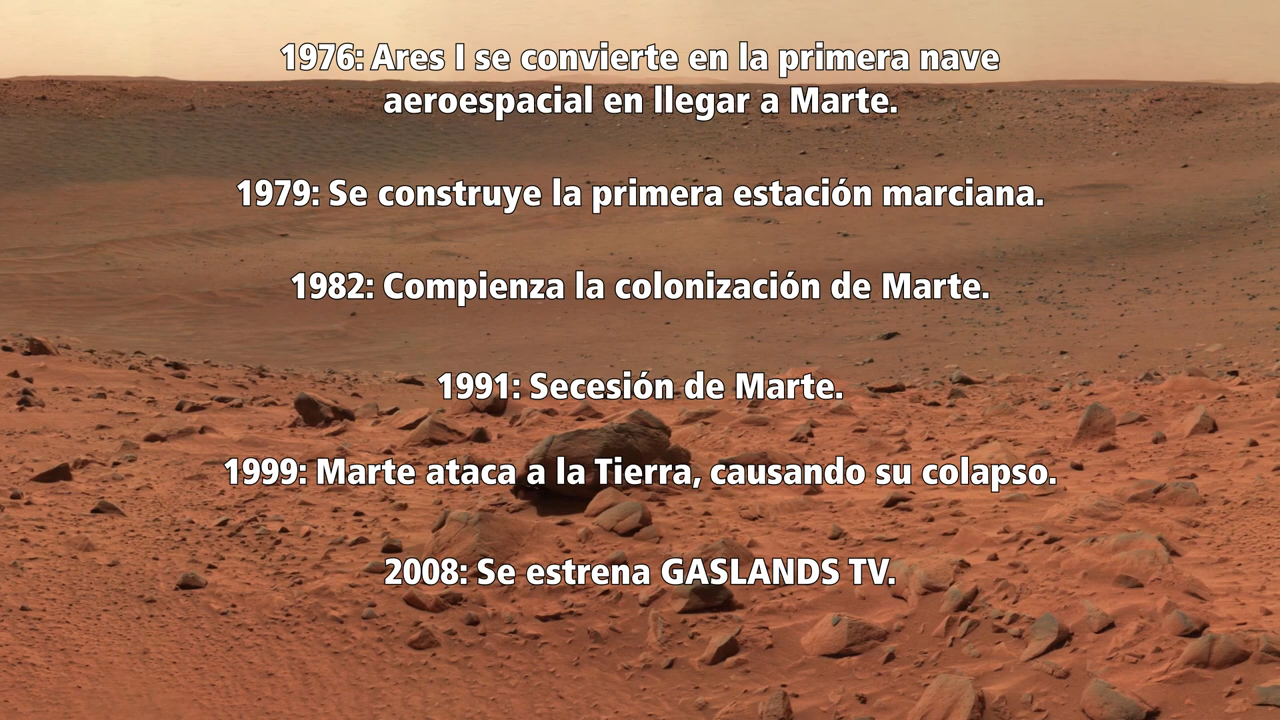 1976: Ares I se convierte en la primera nave
aeroespacial en llegar a Marte.
1979: Se construye la primera estación marciana.
1982: Compienza la colonización de Marte.
1991: Secesión de Marte.
1999: Marte ataca a la Tierra, causando su colapso.
2008: Se estrena GASLANDS TV.